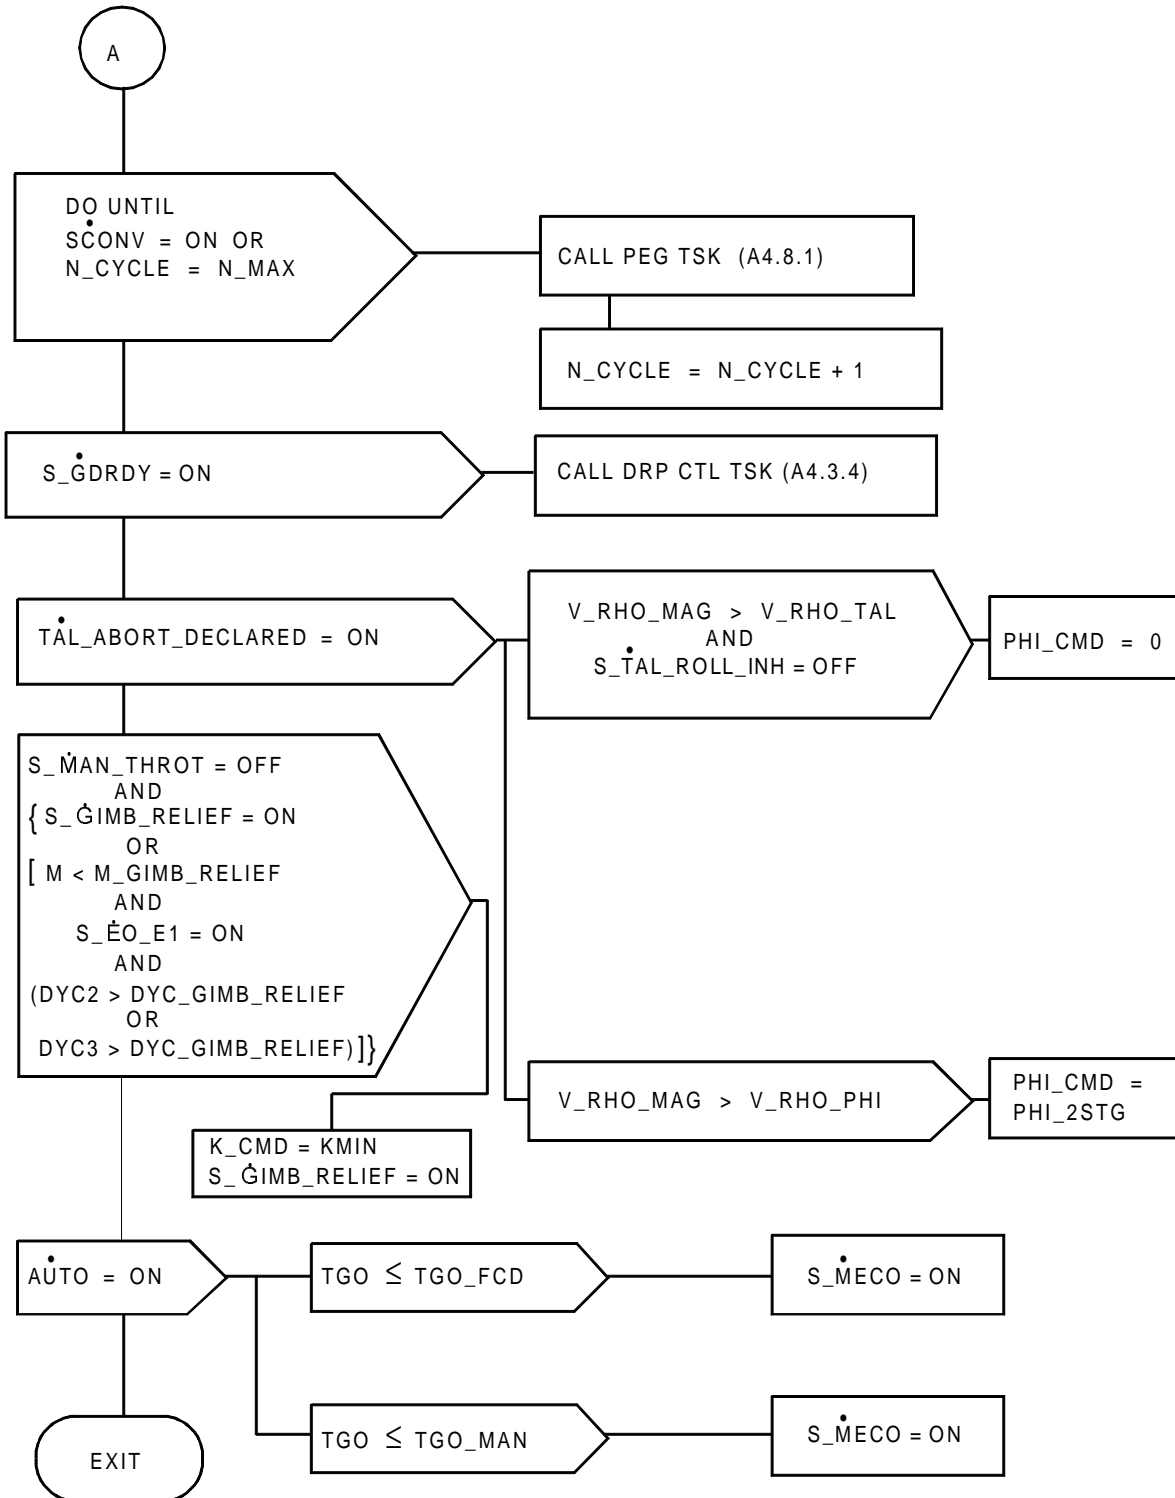 A
DO UNTIL
SCONV = ON OR
N_CYCLE = N_MAX
CALL PEG TSK (A4.8.1)
N_CYCLE = N_CYCLE + 1
S_GDRDY = ON
CALL DRP CTL TSK (A4.3.4)
TAL_ABORT_DECLARED = ON
V_RHO_MAG > V_RHO_TAL
AND
S_TAL_ROLL_INH = OFF
PHI_CMD = 0
S_MAN_THROT = OFF
AND
{ S_GIMB_RELIEF = ON
OR
[ M < M_GIMB_RELIEF
AND
S_EO_E1 = ON
AND
(DYC2 > DYC_GIMB_RELIEF
OR
DYC3 > DYC_GIMB_RELIEF) ] }
K_CMD = KMIN
S_GIMB_RELIEF = ON
V_RHO_MAG > V_RHO_PHI
PHI_CMD =
PHI_2STG
AUTO = ON
TGO ≤ TGO_FCD
S_MECO = ON
TGO ≤ TGO_MAN
S_MECO = ON
EXIT